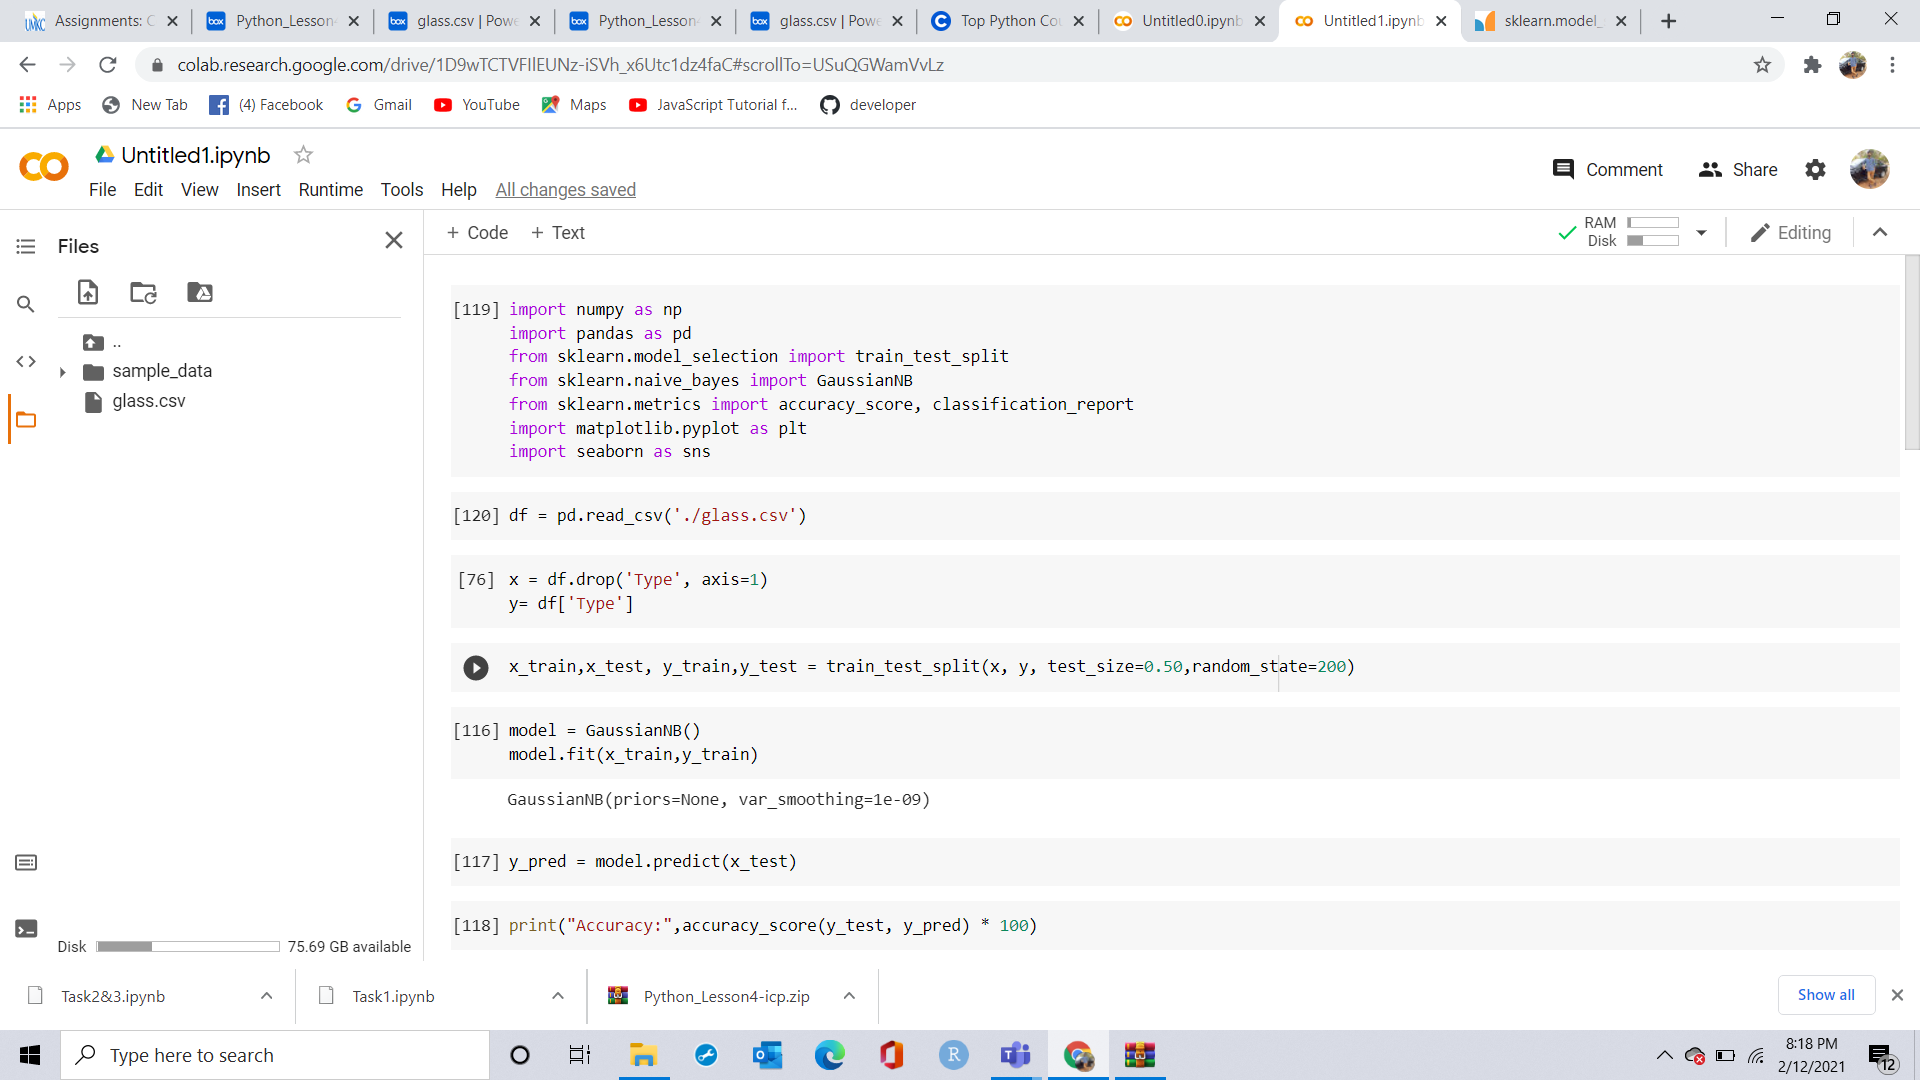 Assignments: C
Python_Lesson
glass.csv | Powe
Python_Lesson
glass.csv | Powe
Top Python Cou
Untitled0.ipynb
Untitled1.ipynb
sklearn.model_
colab.research.google.com/drive/1D9wTCTVFIlEUNz-iSVh_x6Utc1dz4faC#scrollTo=USuQGWamVvLz
Apps
New Tab
(4) Facebook
Gmail
YouTube
Maps
JavaScript Tutorial f...
developer
Untitled1.ipynb
Comment
Share
File Edit View Insert Runtime Tools Help All changes saved
Files
+ Code + Text
RAM
Disk
Editing
..
sample_data
glass.csv
[119] import numpy as np
import pandas as pd
from sklearn.model_selection import train_test_split
from sklearn.naive_bayes import GaussianNB
from sklearn.metrics import accuracy_score, classification_report
import matplotlib.pyplot as plt
import seaborn as sns
[120] df = pd.read_csv('./glass.csv')
[76] x = df.drop('Type', axis=1)
y= df['Type']
x_train,x_test, y_train,y_test = train_test_split(x, y, test_size=0.50,random_state=200)
[116] model = GaussianNB()
model.fit(x_train,y_train)
GaussianNB(priors=None, var_smoothing=1e-09)
[117] y_pred = model.predict(x_test)
[118] print("Accuracy:",accuracy_score(y_test, y_pred) * 100)
Disk 75.69 GB available
Task2&3.ipynb
Task1.ipynb
Python_Lesson4-icp.zip
Show all
Type here to search
8:18 PM
2/12/2021
12